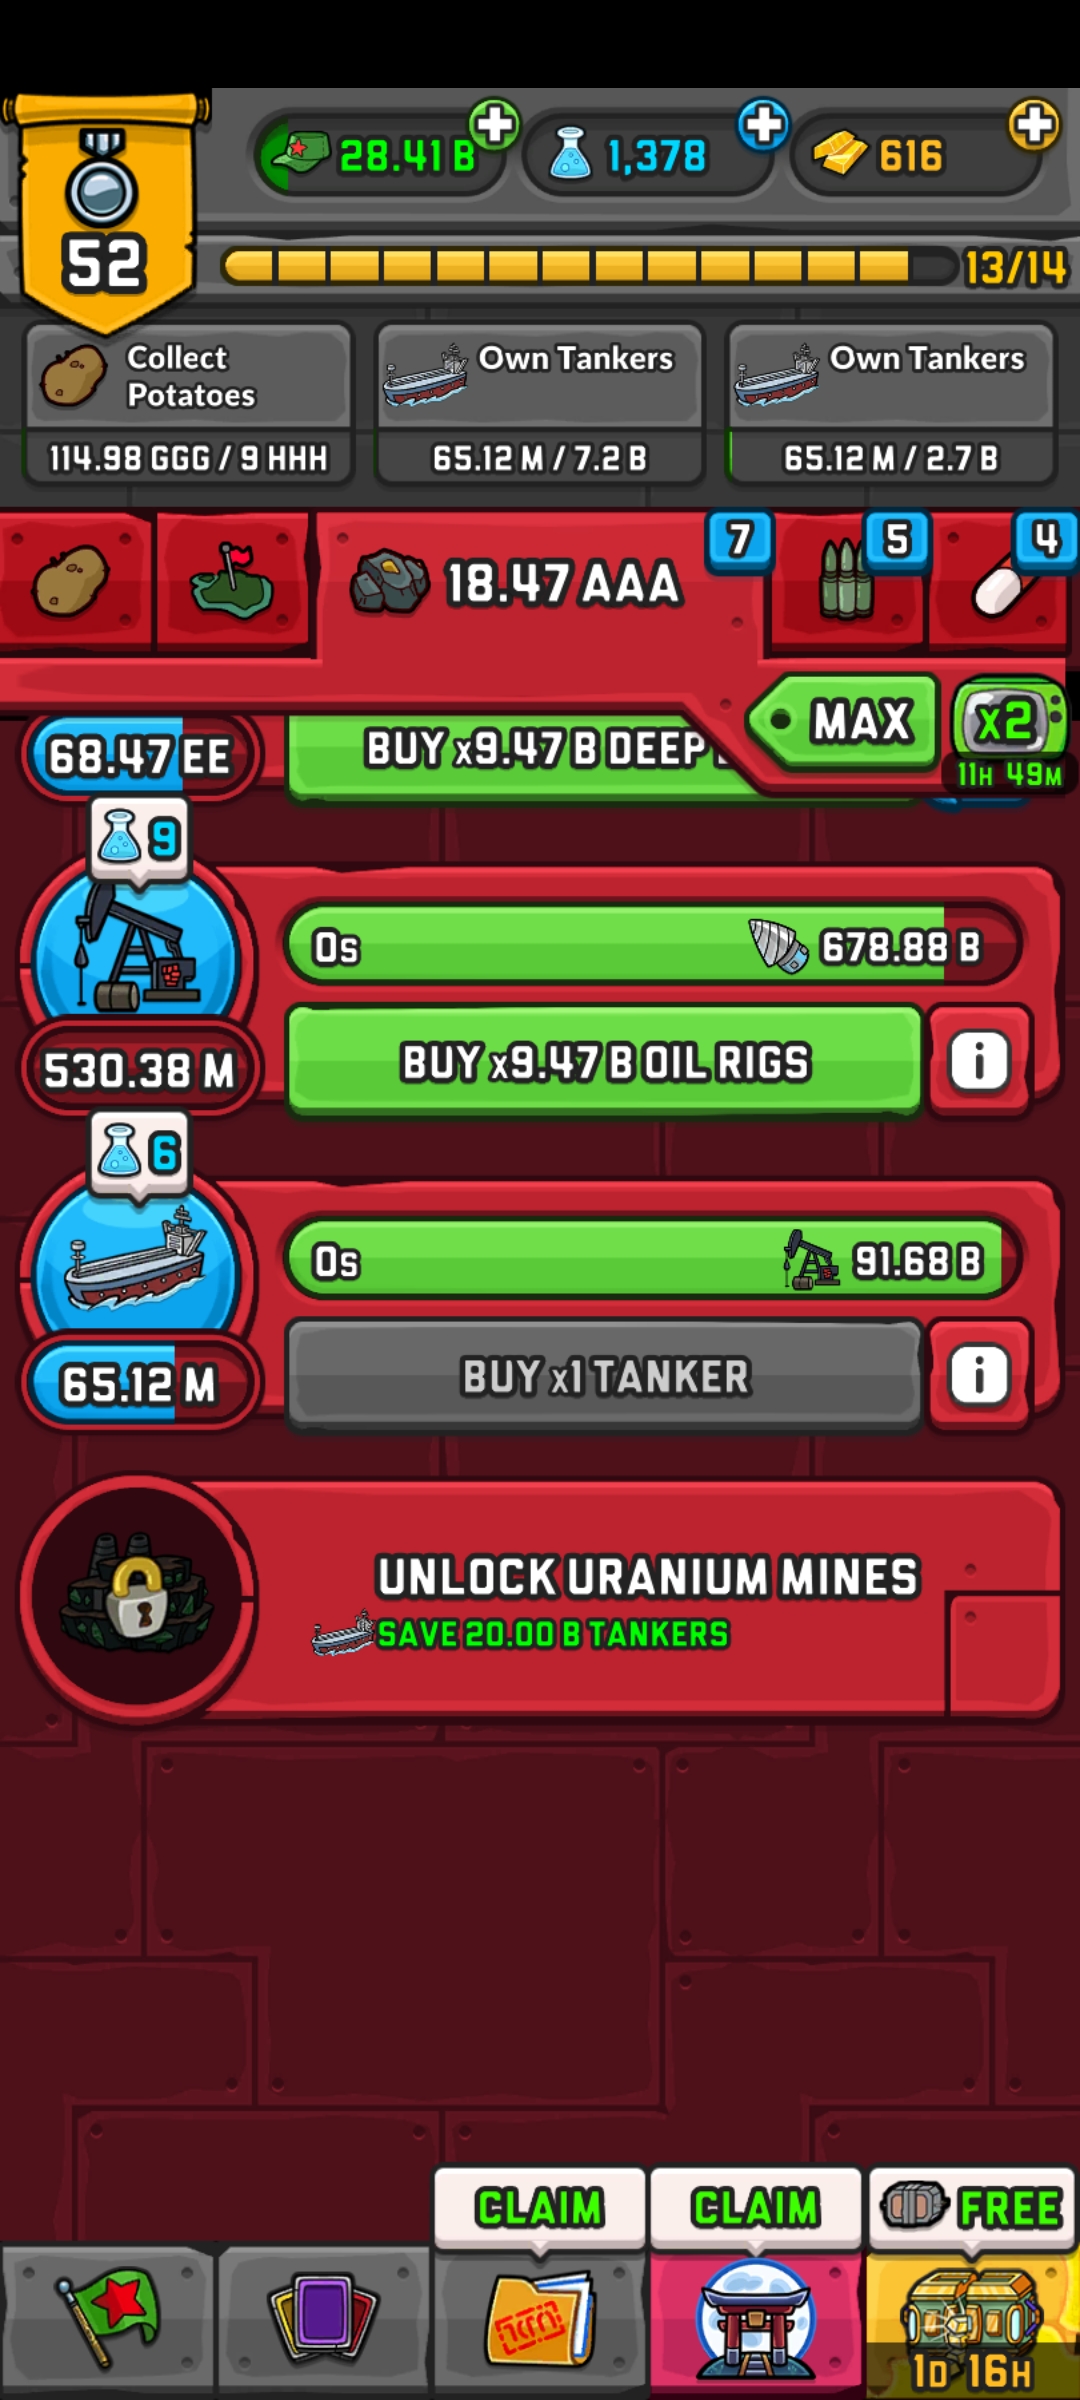 28.41 B
1,378
616
52
13/14
Collect
Potatoes
114.98 GGG / 9 HHH
Own Tankers
65.12 M / 7.2 B
Own Tankers
65.12 M / 2.7 B
18.47 AAA
7
5
4
MAX
x2
11H 49M
68.47 EE
BUY x9.47 B DEEP
9
0s
678.88 B
530.38 M
BUY x9.47 B OIL RIGS
i
6
0s
91.68 B
65.12 M
BUY x1 TANKER
i
UNLOCK URANIUM MINES
SAVE 20.00 B TANKERS
CLAIM
CLAIM
FREE
1D 16H